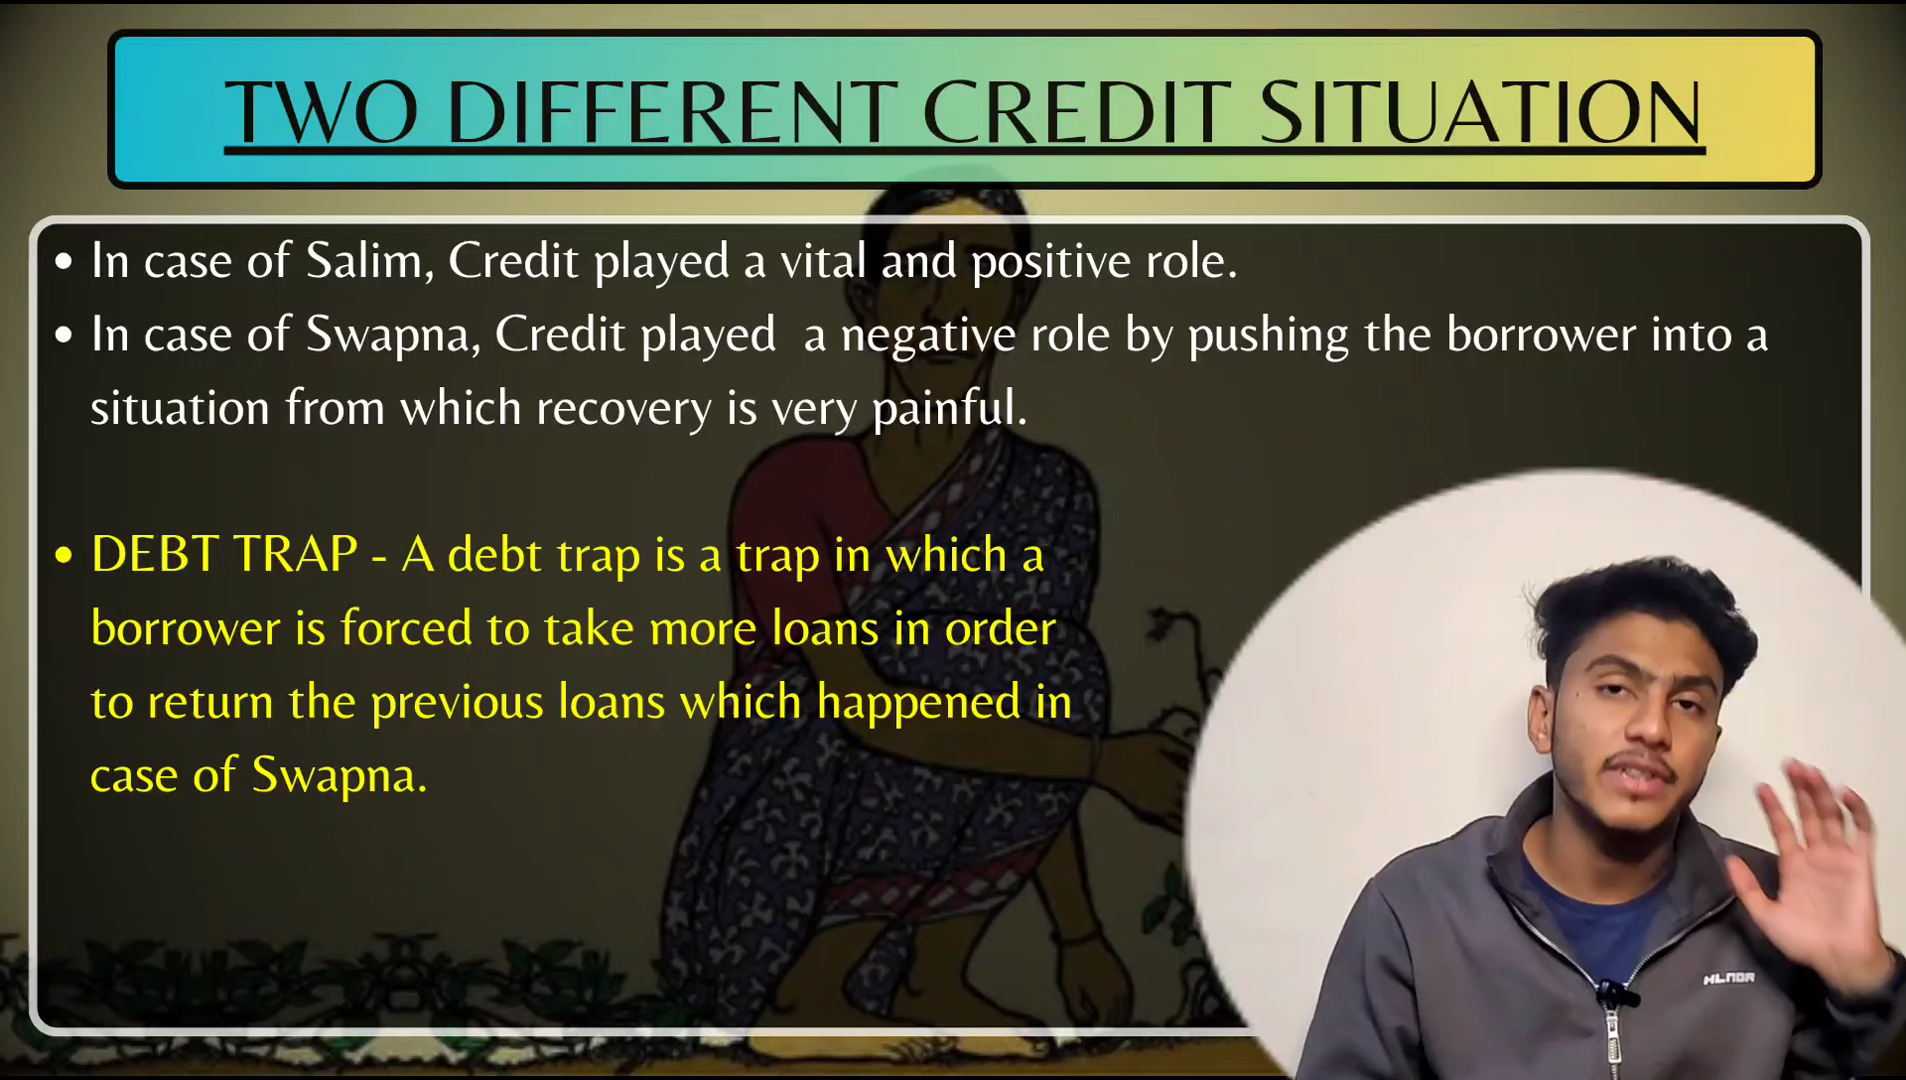 TWO DIFFERENT CREDIT SITUATION
• In case of Salim, Credit played a vital and positive role.
• In case of Swapna, Credit played a negative role by pushing the borrower into a
situation from which recovery is very painful.
• DEBT TRAP - A debt trap is a trap in which a
borrower is forced to take more loans in order
to return the previous loans which happened in
case of Swapna.